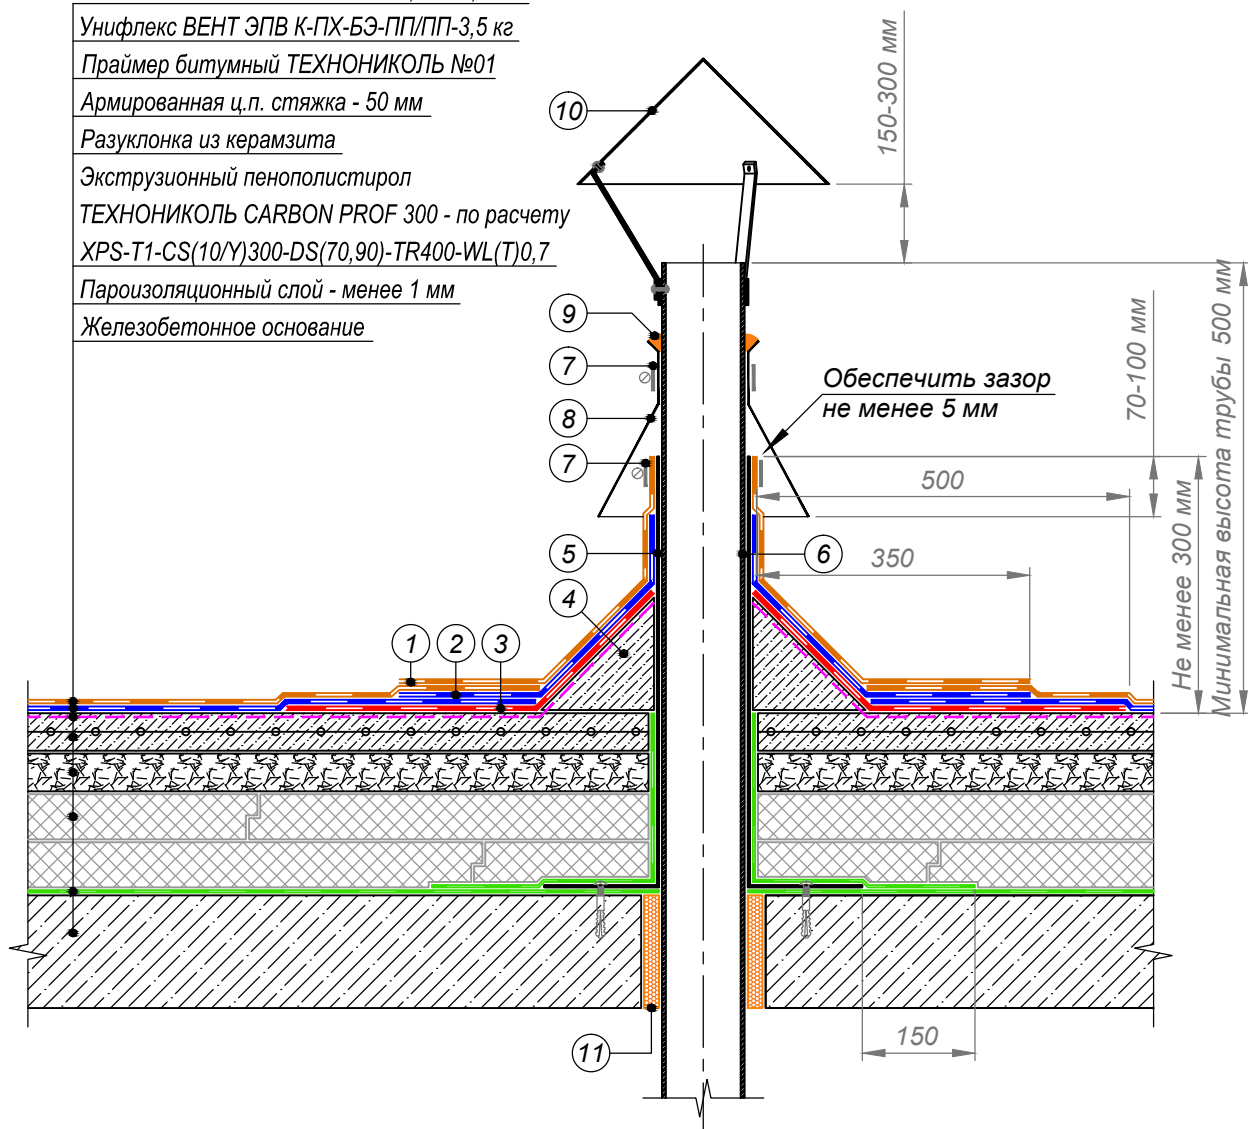 Унифлекс ВЕНТ ЭПВ К-ПХ-БЭ-ПП/ПП-3,5 кг
Праймер битумный ТЕХНОНИКОЛЬ №01
Армированная ц.п. стяжка - 50 мм
Разуклонка из керамзита
Экструзионный пенополистирол
ТЕХНОНИКОЛЬ CARBON PROF 300 - по расчету
XPS-T1-CS(10/Y)300-DS(70,90)-TR400-WL(T)0,7
Пароизоляционный слой - менее 1 мм
Железобетонное основание
10
150-300 мм
9
7
8
7
Обеспечить зазор
не менее 5 мм
70-100 мм
Минимальная высота трубы 500 мм
Не менее 300 мм
500
5
6
350
4
1
2
3
150
11